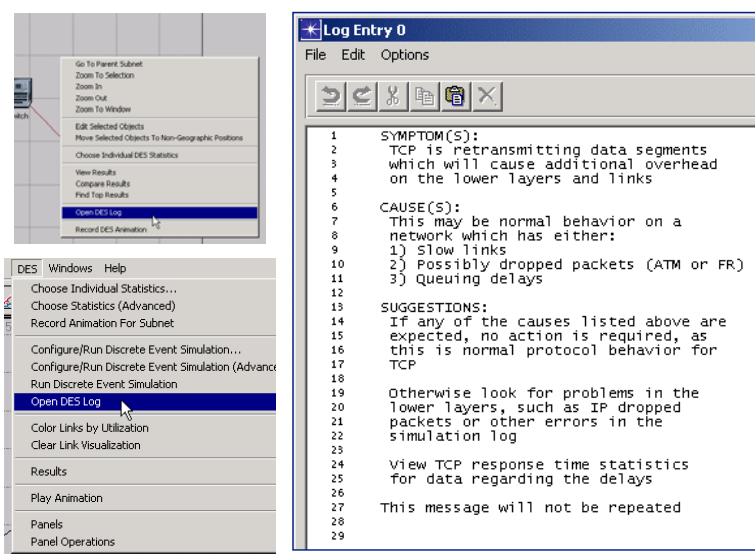 Go To Parent Subnet
Zoom To Selection
Zoom In
Zoom Out
Zoom To Window
Edit Selected Objects
Move Selected Objects To Non-Geographic Positions
Choose Individual DES Statistics
View Results
Compare Results
Find Top Results
Open DES Log
Record DES Animation
DES Windows Help
Choose Individual Statistics...
Choose Statistics (Advanced)
Record Animation For Subnet
Configure/Run Discrete Event Simulation...
Configure/Run Discrete Event Simulation (Advance
Run Discrete Event Simulation
Open DES Log
Color Links by Utilization
Clear Link Visualization
Results
Play Animation
Panels
Panel Operations
Log Entry 0
File Edit Options
1 SYMPTOM(S):
2 TCP is retransmitting data segments
3 which will cause additional overhead
4 on the lower layers and links
5
6 CAUSE(S):
7 This may be normal behavior on a
8 network which has either:
9 1) Slow links
10 2) Possibly dropped packets (ATM or FR)
11 3) Queuing delays
12
13 SUGGESTIONS:
14 If any of the causes listed above are
15 expected, no action is required, as
16 this is normal protocol behavior for
17 TCP
18
19 Otherwise look for problems in the
20 lower layers, such as IP dropped
21 packets or other errors in the
22 simulation log
23
24 View TCP response time statistics
25 for data regarding the delays
26
27 This message will not be repeated
28
29